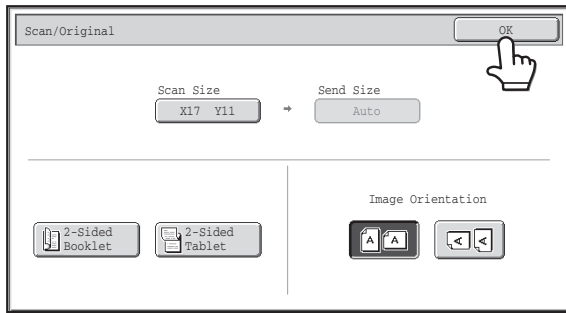 Scan/Original
OK
Scan Size
Send Size
X17 Y11
Auto
2-Sided
Booklet
2-Sided
Tablet
Image Orientation
A A
A A